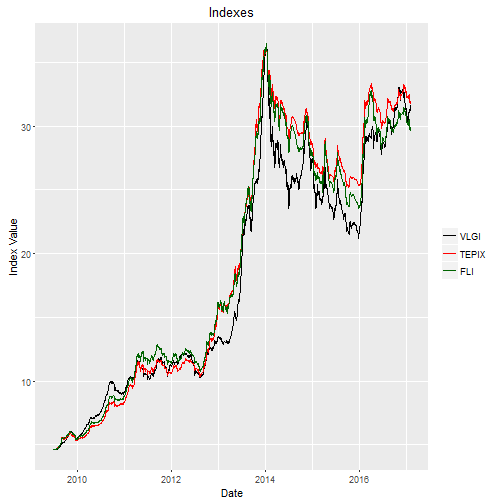 Indexes
Index Value
30
20
10
2010 2012 2014 2016
Date
VLGI
TEPIX
FLI